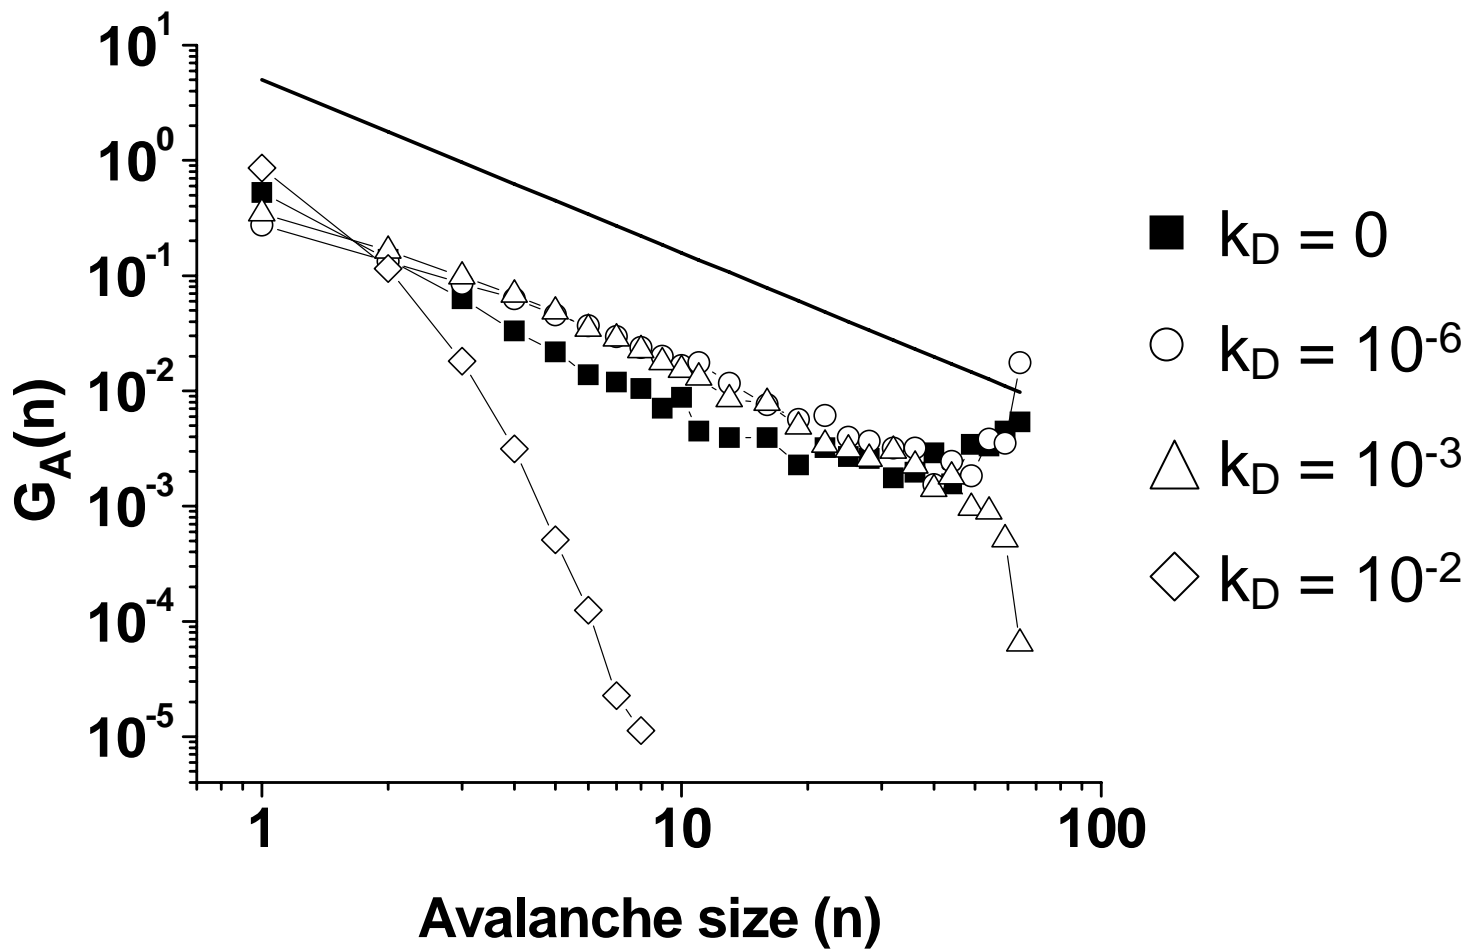 10^1
10^0
10^-1
10^-2
10^-3
10^-4
10^-5
G_A(n)
1 10 100
Avalanche size (n)
k_D = 0
k_D = 10^-6
k_D = 10^-3
k_D = 10^-2